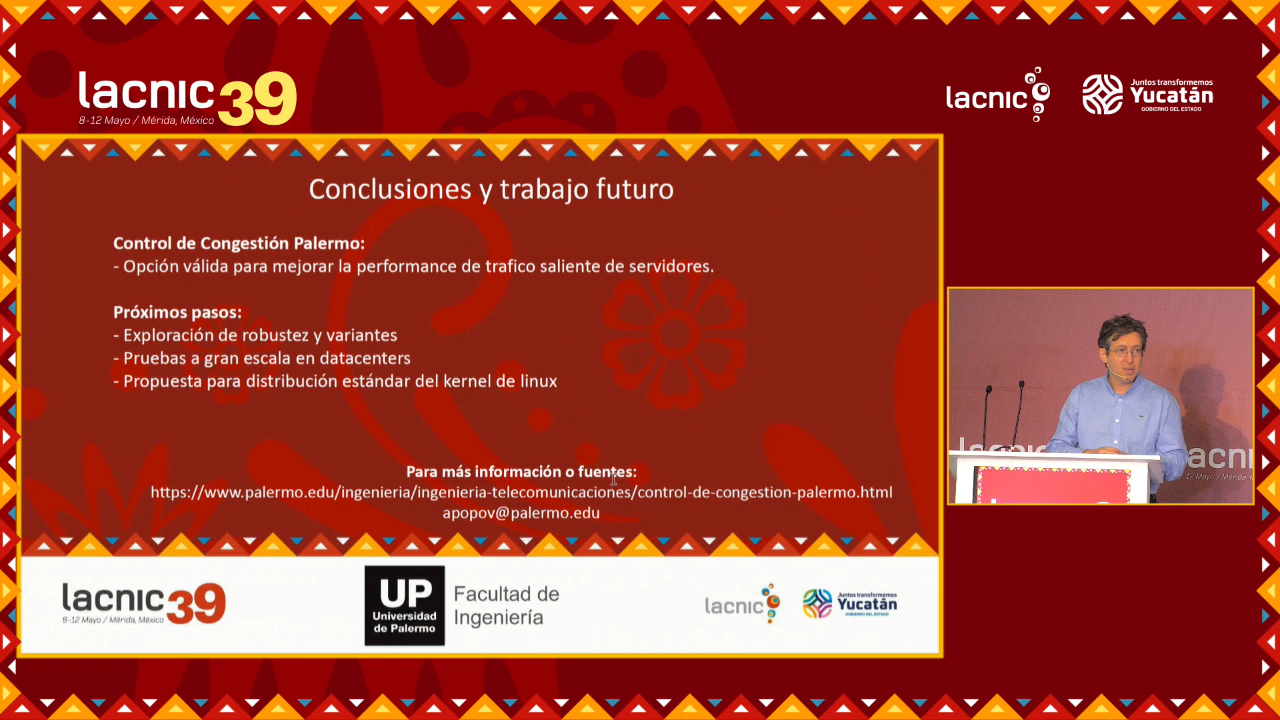 lacnic 39
8-12 Mayo / Mérida, México
lacnic
Juntos transformemos
Yucatán
GOBIERNO DEL ESTADO
Conclusiones y trabajo futuro
Control de Congestión Palermo:
- Opción válida para mejorar la performance de trafico saliente de servidores.
Próximos pasos:
- Exploración de robustez y variantes
- Pruebas a gran escala en datacenters
- Propuesta para distribución estándar del kernel de linux
Para más información o fuentes:
https://www.palermo.edu/ingenieria/ingenieria-telecomunicaciones/control-de-congestion-palermo.html
apopov@palermo.edu
lacnic 39
8-12 Mayo / Mérida, México
UP
Universidad
de Palermo
Facultad de
Ingeniería
lacnic
Juntos transformemos
Yucatán
GOBIERNO DEL ESTADO